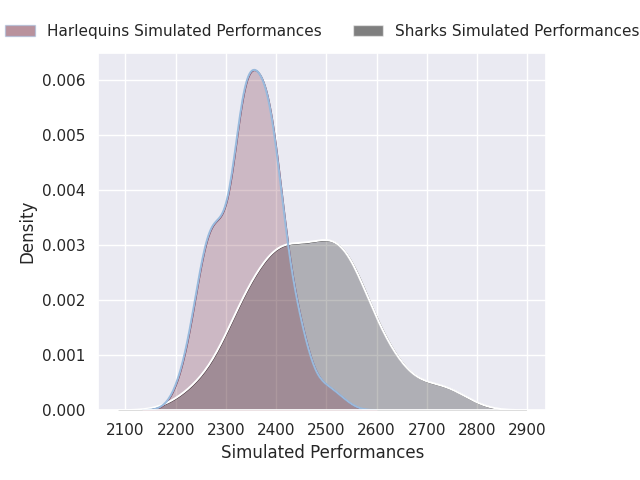 Harlequins Simulated Performances Sharks Simulated Performances
0.006
0.005
0.004
0.003
0.002
0.001
0.000
Density
2100 2200 2300 2400 2500 2600 2700 2800 2900
Simulated Performances